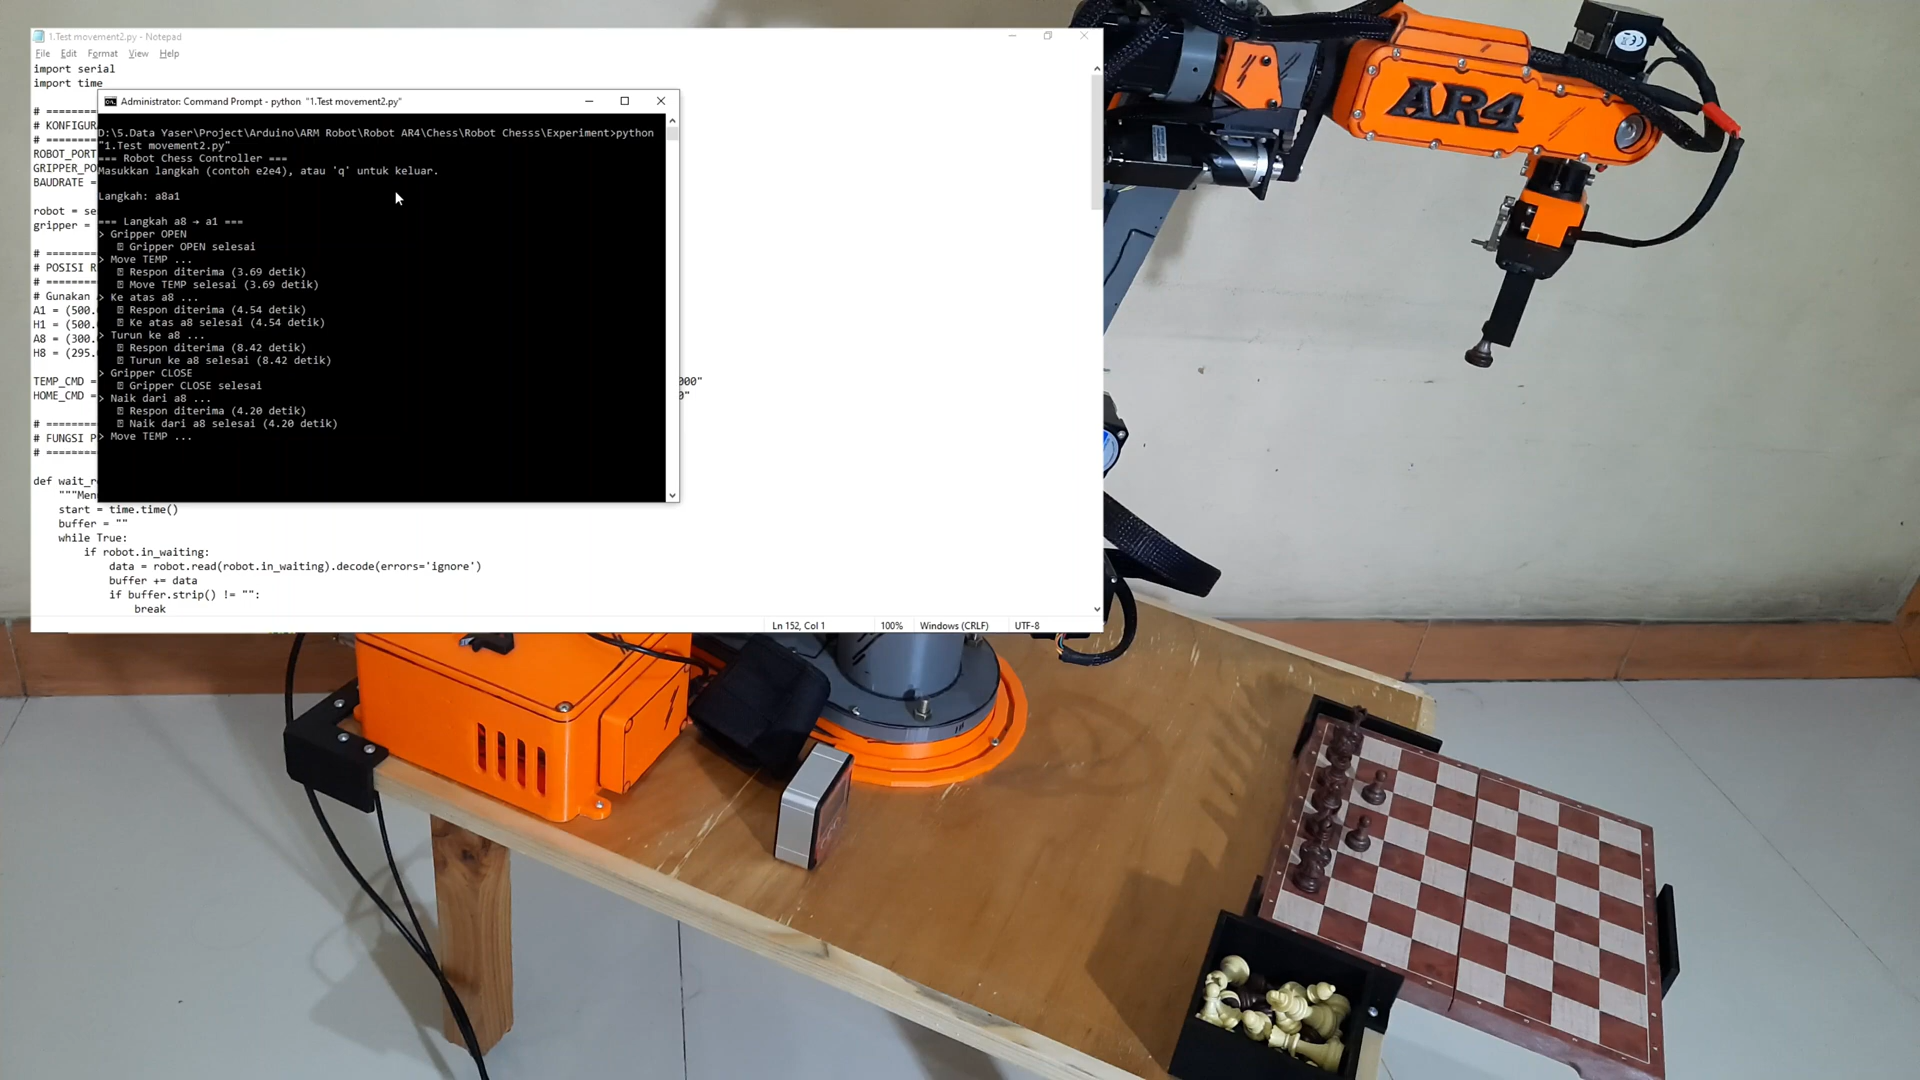 1.Test movement2.py - Notepad
File Edit Format View Help
import serial
import time
# ========
# KONFIGUR
# ========
ROBOT_PORT
GRIPPER_PO
BAUDRATE =
robot = se
gripper =
# ========
# POSISI R
# ========
# Gunakan
A1 = (500.
H1 = (500.
A8 = (300.
H8 = (295.
TEMP_CMD = 000"
HOME_CMD = 0"
# ========
# FUNGSI P
# ========
def wait_r
"""Men
start = time.time()
buffer = ""
while True:
if robot.in_waiting:
data = robot.read(robot.in_waiting).decode(errors='ignore')
buffer += data
if buffer.strip() != "":
break
Ln 152, Col 1 100% Windows (CRLF) UTF-8
Administrator: Command Prompt - python "1.Test movement2.py"
D:\5.Data Yaser\Project\Arduino\ARM Robot\Robot AR4\Chess\Robot Chesss\Experiment>python
"1.Test movement2.py"
=== Robot Chess Controller ===
Masukkan langkah (contoh e2e4), atau 'q' untuk keluar.
Langkah: a8a1
=== Langkah a8 → a1 ===
> Gripper OPEN
Gripper OPEN selesai
> Move TEMP ...
Respon diterima (3.69 detik)
Move TEMP selesai (3.69 detik)
> Ke atas a8 ...
Respon diterima (4.54 detik)
Ke atas a8 selesai (4.54 detik)
> Turun ke a8 ...
Respon diterima (8.42 detik)
Turun ke a8 selesai (8.42 detik)
> Gripper CLOSE
Gripper CLOSE selesai
> Naik dari a8 ...
Respon diterima (4.20 detik)
Naik dari a8 selesai (4.20 detik)
> Move TEMP ...
AR4
CE